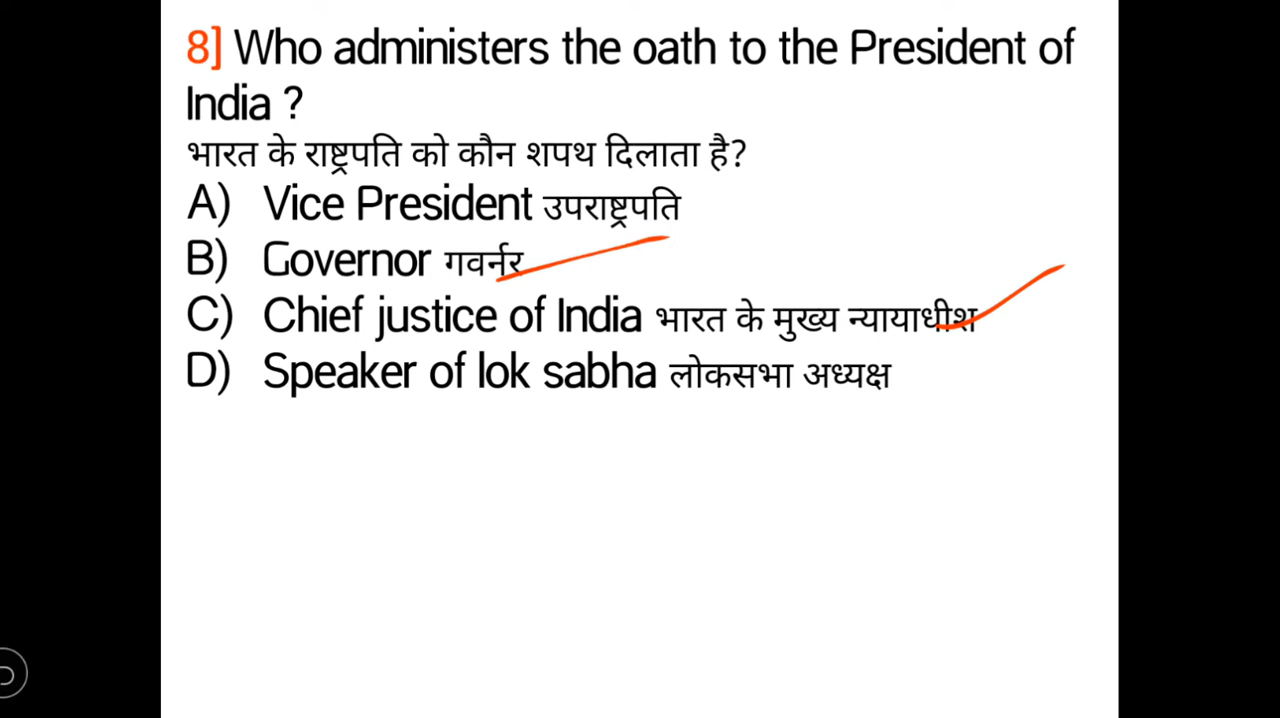 8] Who administers the oath to the President of
India ?
भारत के राष्ट्रपति को कौन शपथ दिलाता है?
A) Vice President उपराष्ट्रपति
B) Governor गवर्नर
C) Chief justice of India भारत के मुख्य न्यायाधीश
D) Speaker of lok sabha लोकसभा अध्यक्ष